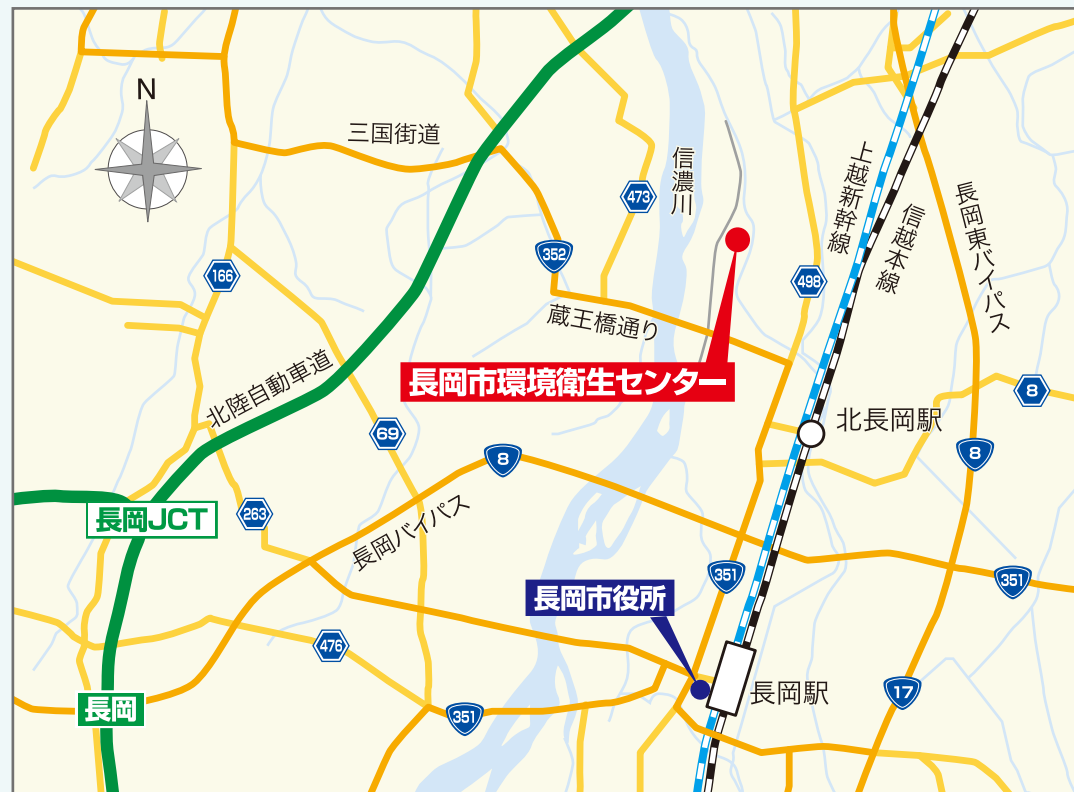 N
三国街道
信濃川
473
上越新幹線
信越本線
長岡東バイパス
352
166
498
蔵王橋通り
北陸自動車道
長岡市環境衛生センター
8
北長岡駅
69
8
8
263
長岡JCT
長岡バイパス
351
351
長岡市役所
476
長岡駅
17
長岡
351